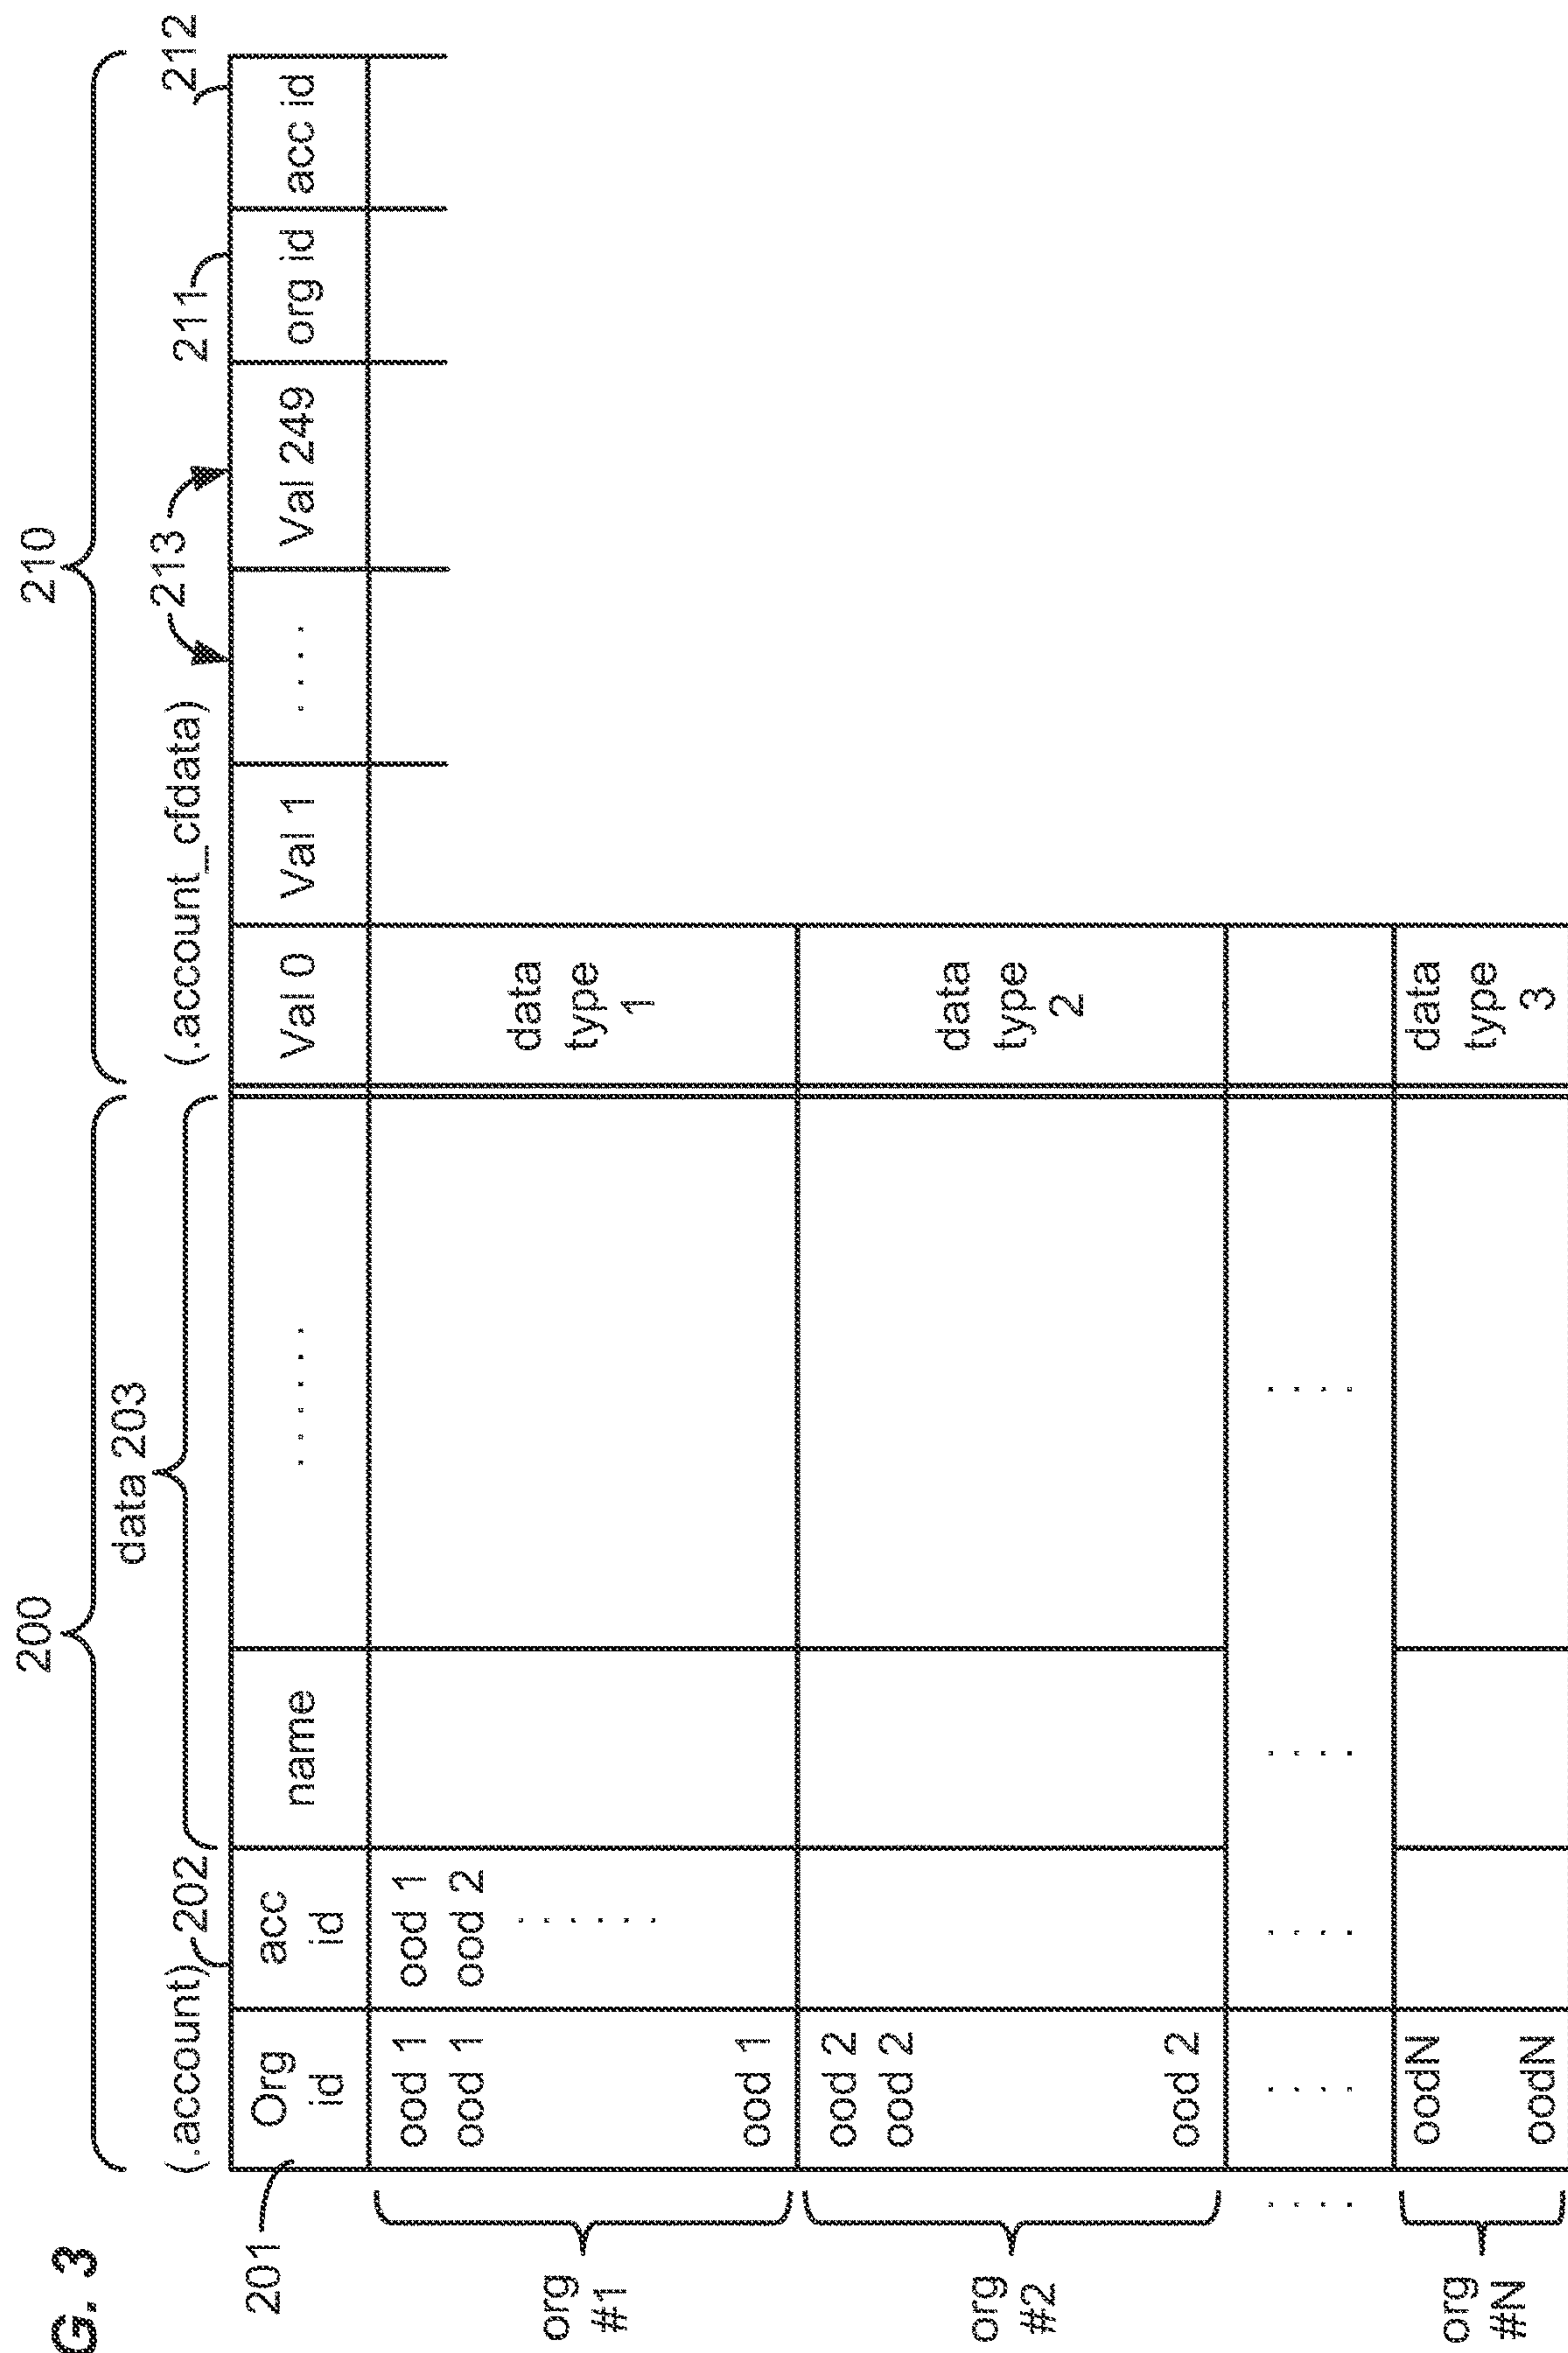 G. 3
200
210
data 203
(.account)
202
(.account_cfdata)
213
211
212
201
Org id
acc id
name
. . . . . .
Val 0
Val 1
. . . .
Val 249
org id
acc id
org #1
ood 1
ood 1
ood 1
ood 1
ood 2
. . . . . .
data type 1
org #2
ood 2
ood 2
ood 2
data type 2
. . . .
. . . .
. . . .
. . . .
. . . .
org #N
oodN
oodN
data type 3